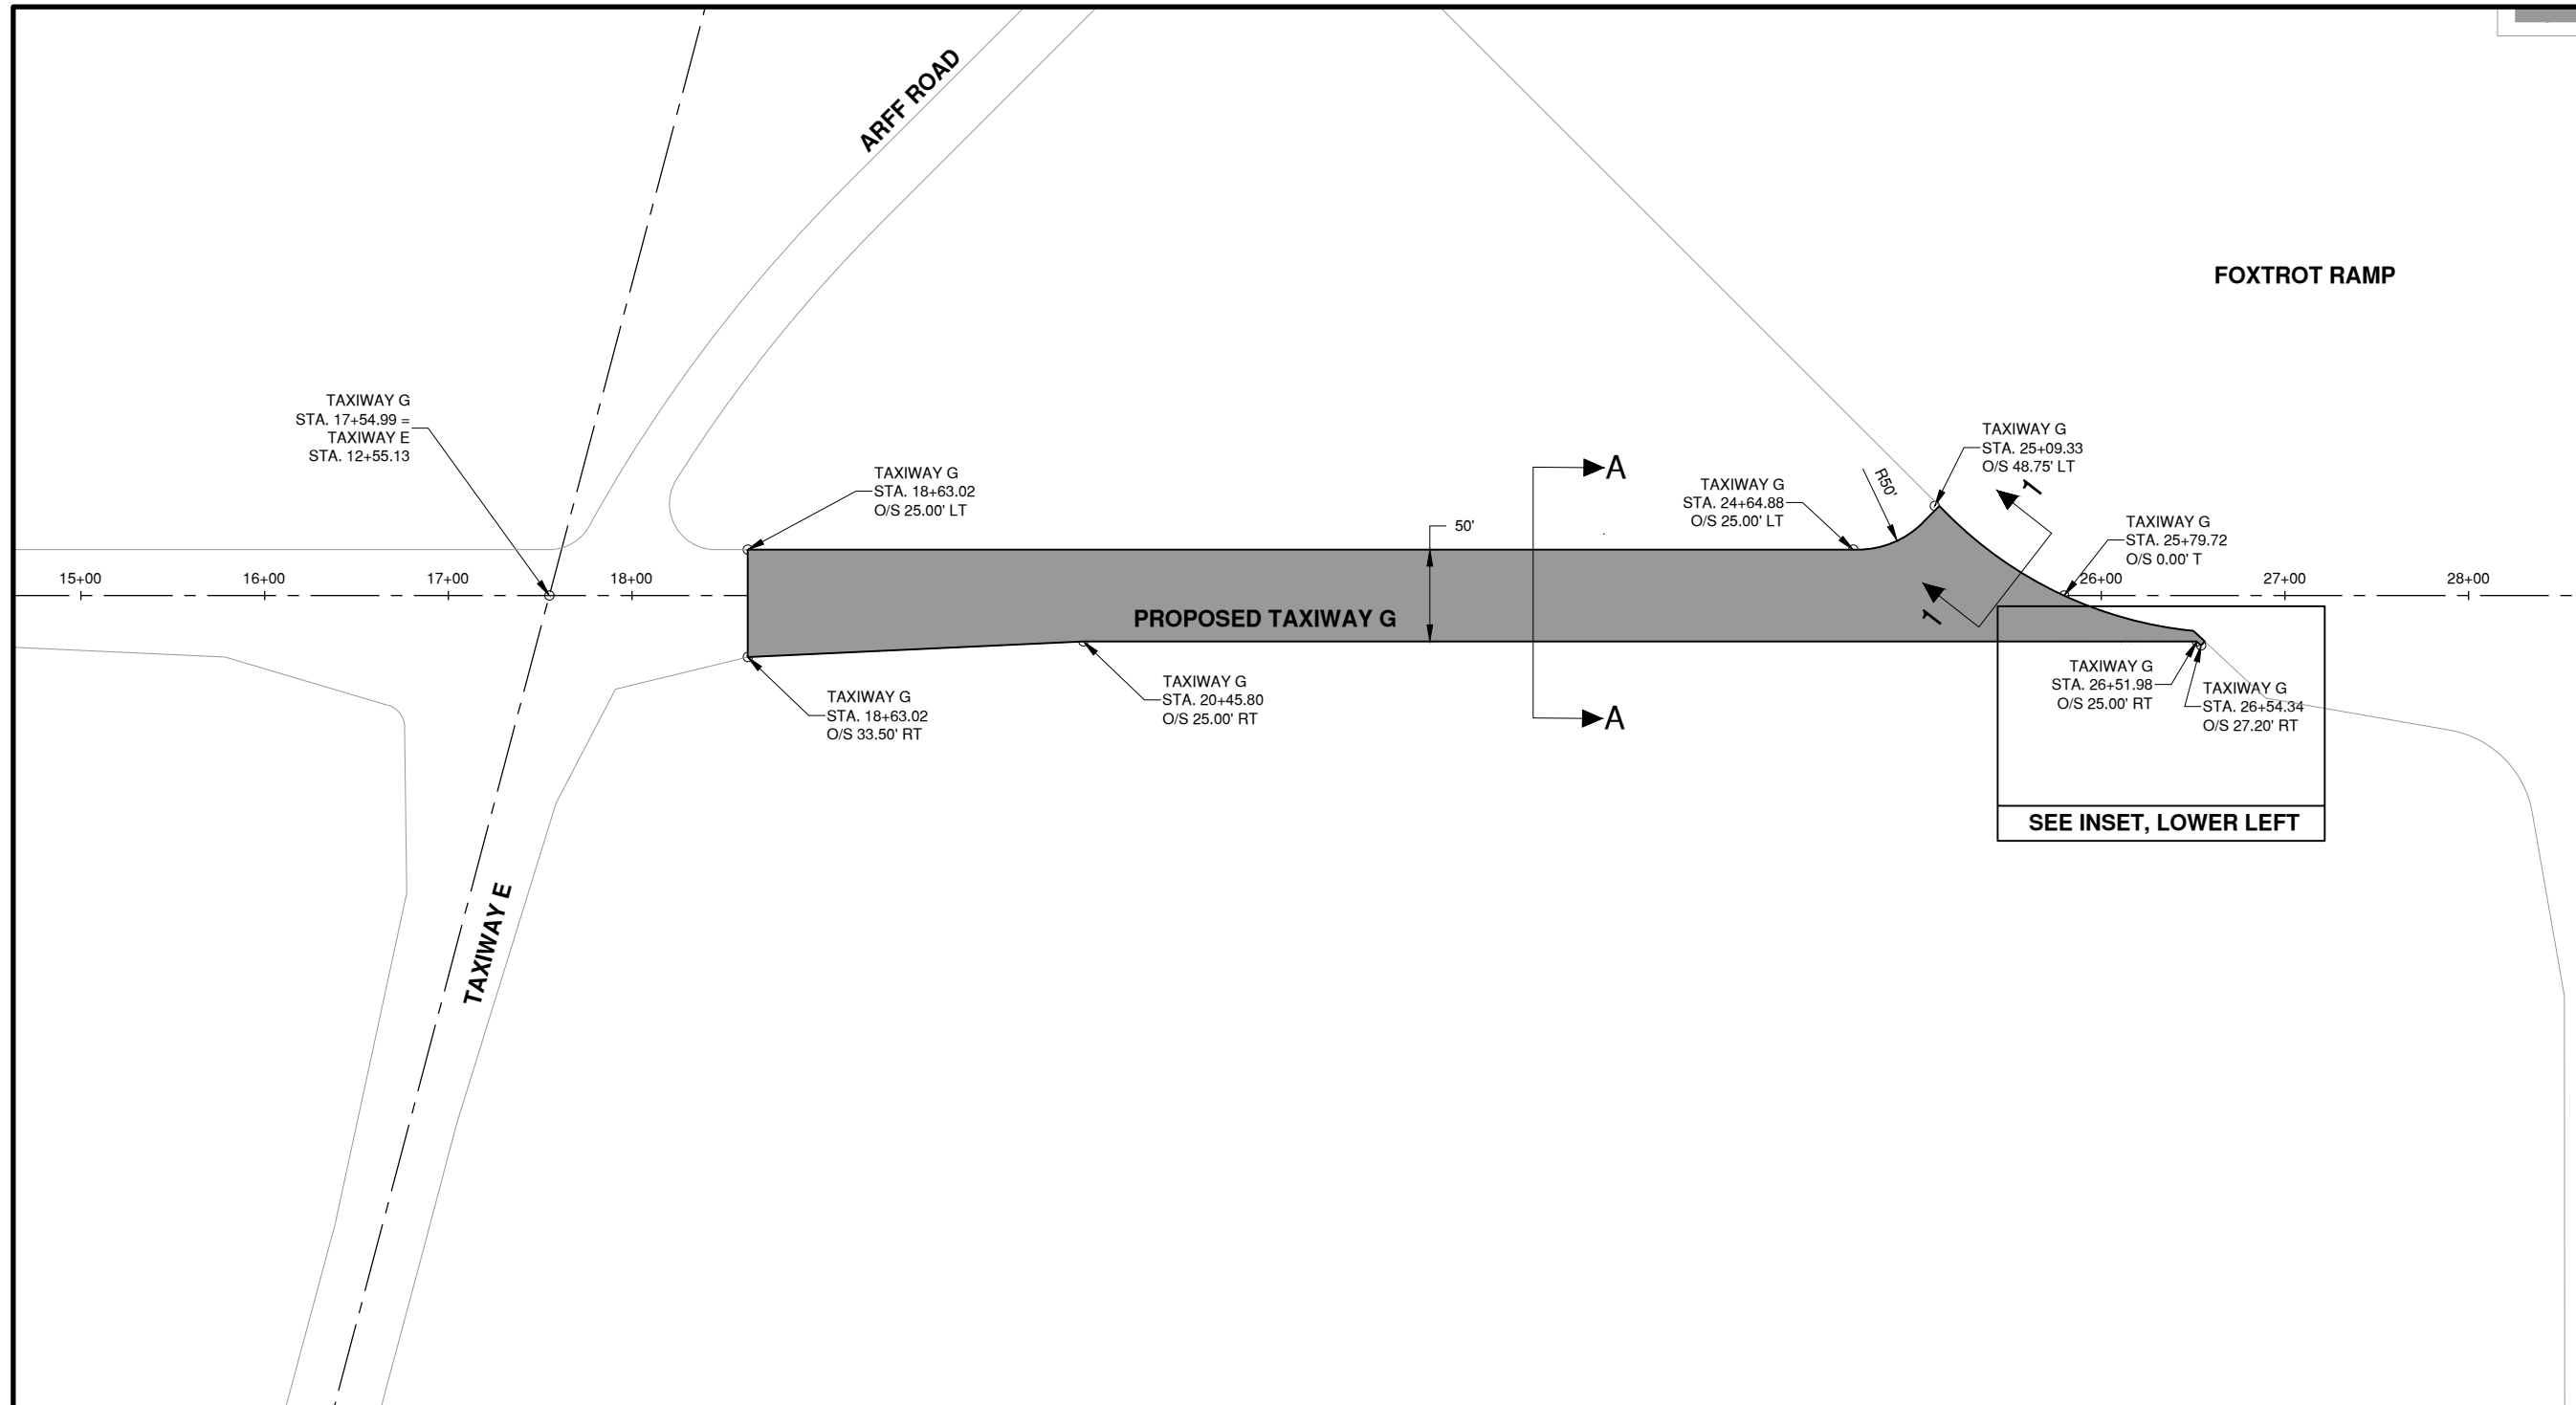 ARFF ROAD
FOXTROT RAMP
TAXIWAY G
STA. 17+54.99 =
TAXIWAY E
STA. 12+55.13
TAXIWAY G
STA. 18+63.02
O/S 25.00' LT
50'
A
TAXIWAY G
STA. 24+64.88
O/S 25.00' LT
R50'
TAXIWAY G
STA. 25+09.33
O/S 48.75' LT
1
TAXIWAY G
STA. 25+79.72
O/S 0.00' T
15+00
16+00
17+00
18+00
26+00
27+00
28+00
PROPOSED TAXIWAY G
1
TAXIWAY G
STA. 18+63.02
O/S 33.50' RT
TAXIWAY G
STA. 20+45.80
O/S 25.00' RT
A
TAXIWAY G
STA. 26+51.98
O/S 25.00' RT
TAXIWAY G
STA. 26+54.34
O/S 27.20' RT
SEE INSET, LOWER LEFT
TAXIWAY E